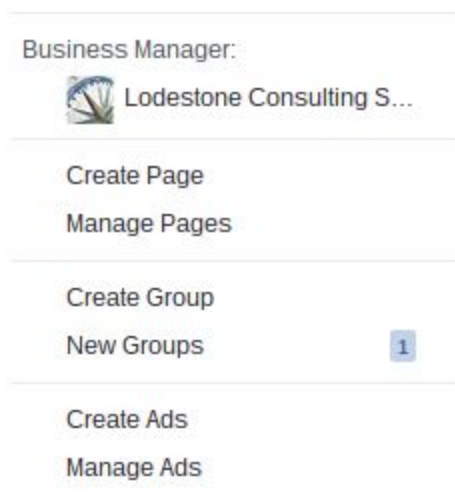 Business Manager:
Lodestone Consulting S...
Create Page
Manage Pages
Create Group
New Groups 1
Create Ads
Manage Ads